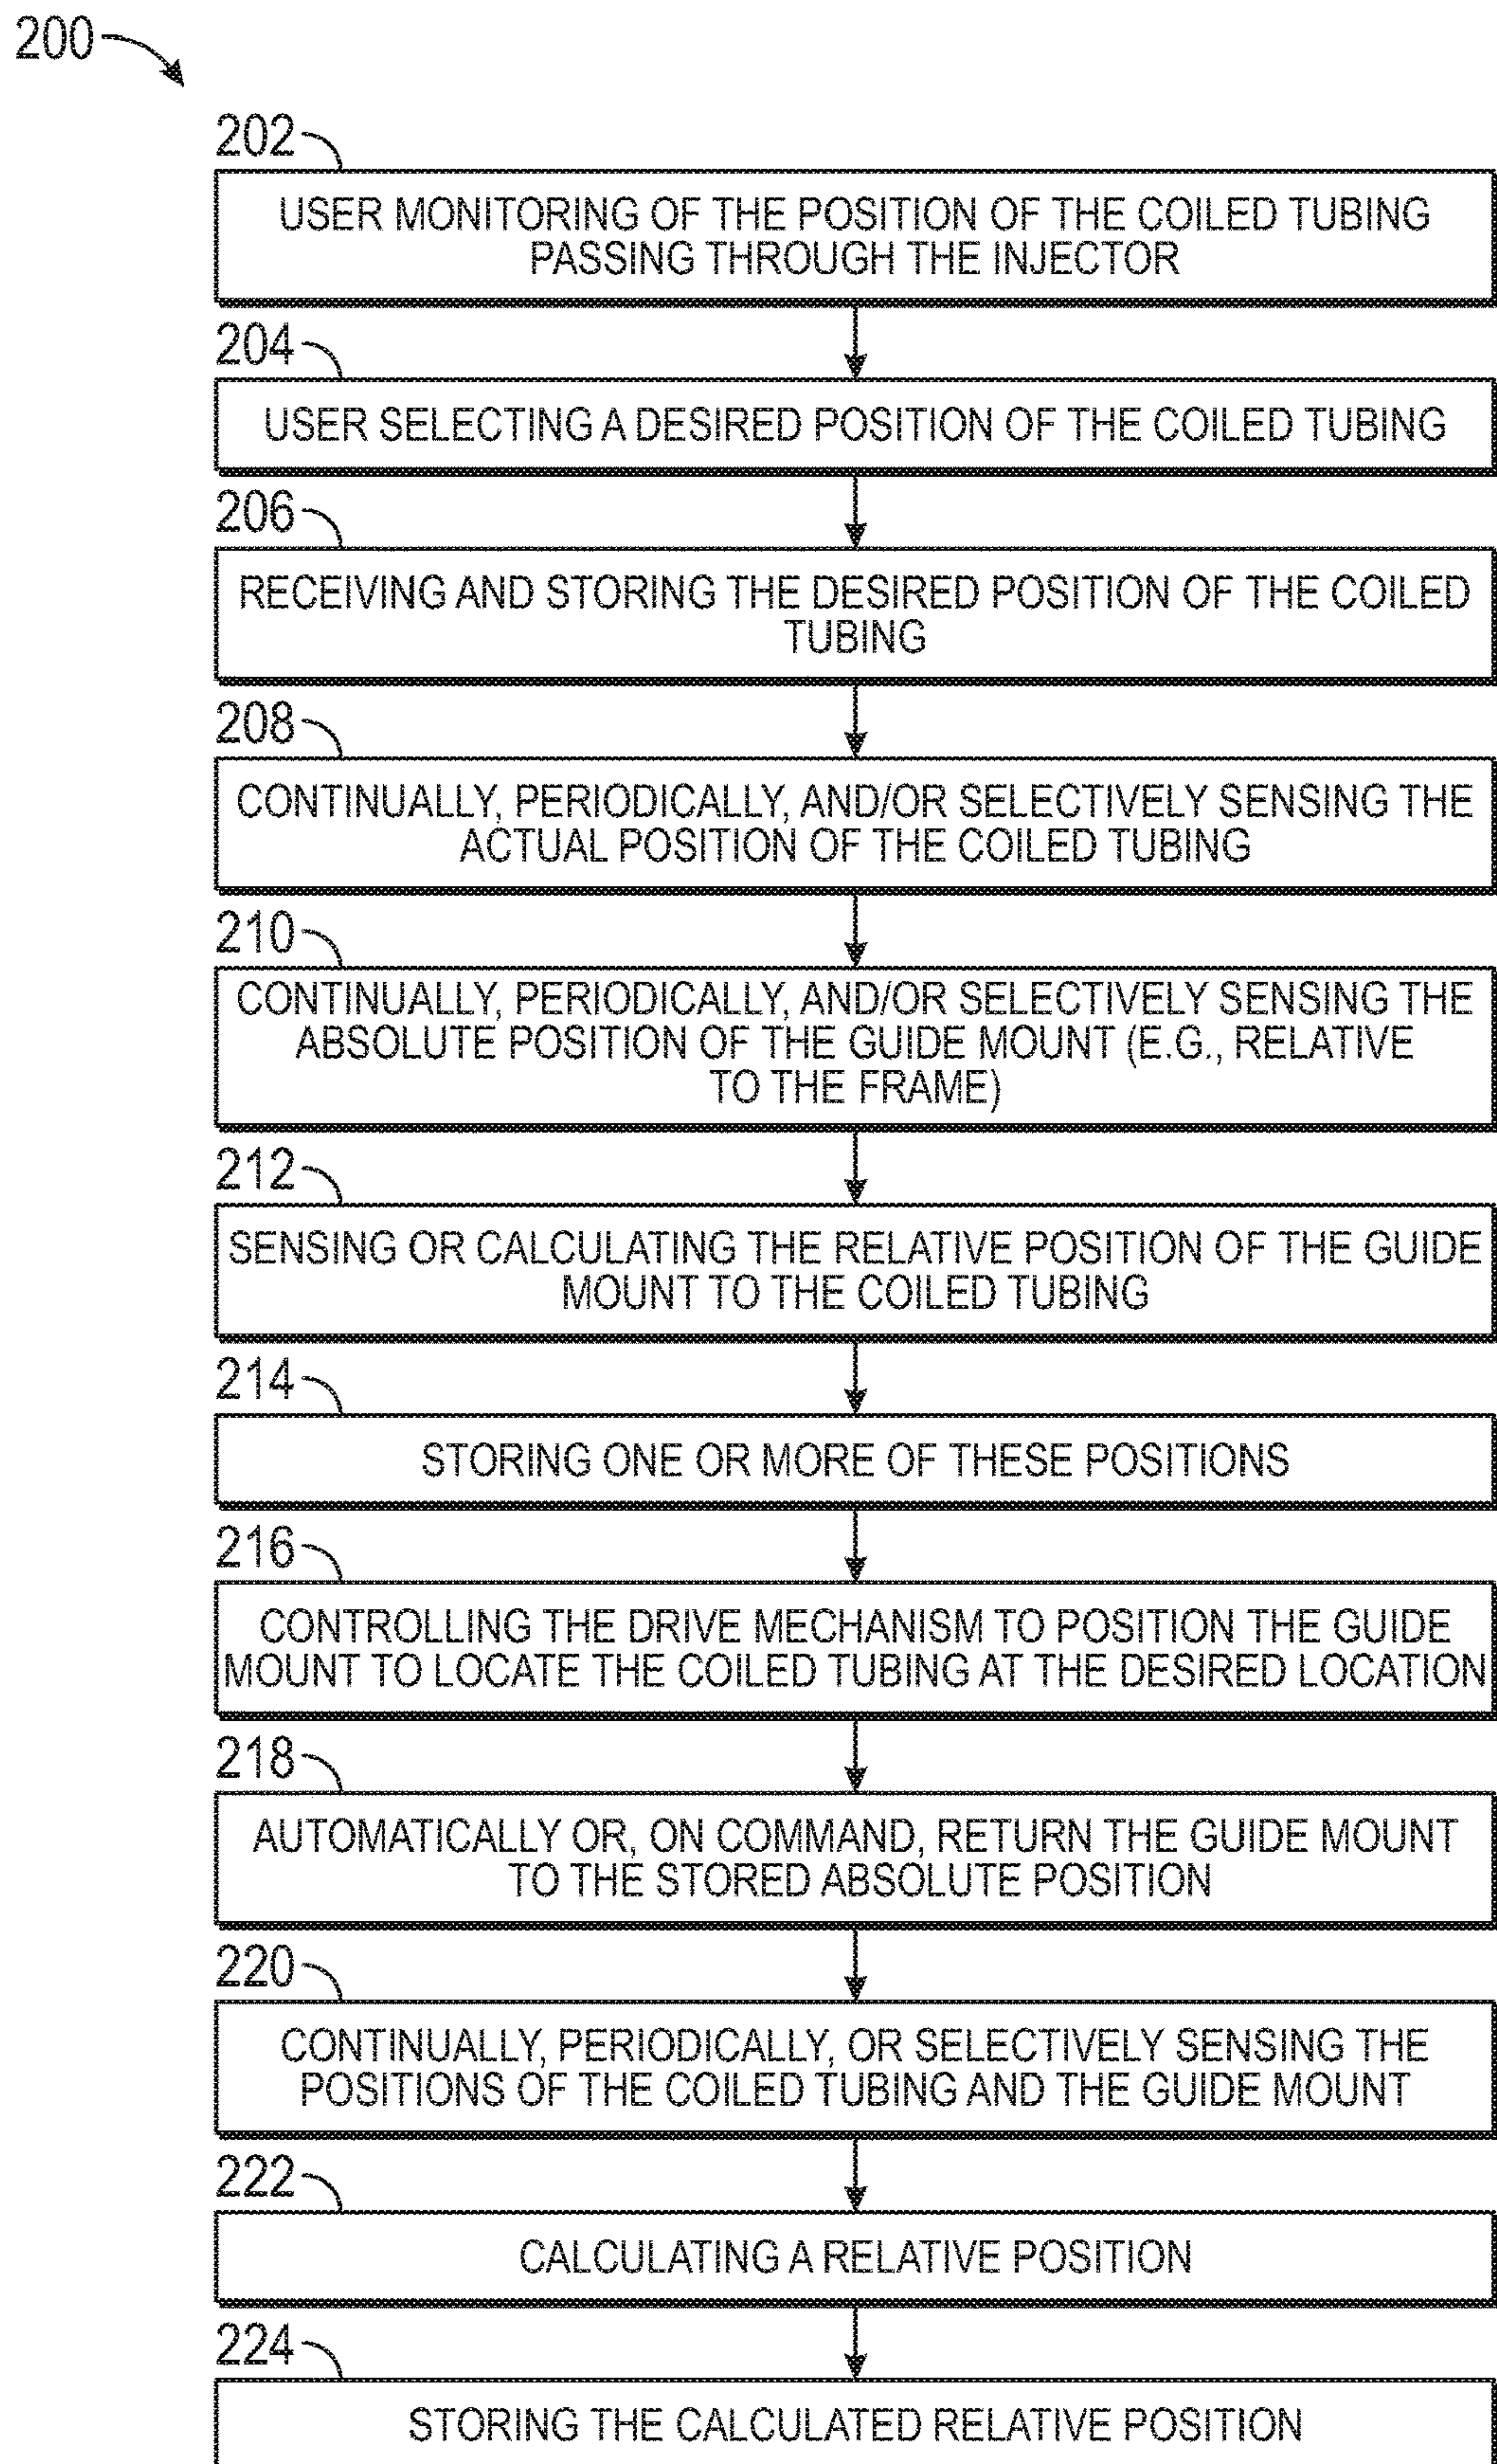 200
202
USER MONITORING OF THE POSITION OF THE COILED TUBING
PASSING THROUGH THE INJECTOR
204
USER SELECTING A DESIRED POSITION OF THE COILED TUBING
206
RECEIVING AND STORING THE DESIRED POSITION OF THE COILED
TUBING
208
CONTINUALLY, PERIODICALLY, AND/OR SELECTIVELY SENSING THE
ACTUAL POSITION OF THE COILED TUBING
210
CONTINUALLY, PERIODICALLY, AND/OR SELECTIVELY SENSING THE
ABSOLUTE POSITION OF THE GUIDE MOUNT (E.G., RELATIVE
TO THE FRAME)
212
SENSING OR CALCULATING THE RELATIVE POSITION OF THE GUIDE
MOUNT TO THE COILED TUBING
214
STORING ONE OR MORE OF THESE POSITIONS
216
CONTROLLING THE DRIVE MECHANISM TO POSITION THE GUIDE
MOUNT TO LOCATE THE COILED TUBING AT THE DESIRED LOCATION
218
AUTOMATICALLY OR, ON COMMAND, RETURN THE GUIDE MOUNT
TO THE STORED ABSOLUTE POSITION
220
CONTINUALLY, PERIODICALLY, OR SELECTIVELY SENSING THE
POSITIONS OF THE COILED TUBING AND THE GUIDE MOUNT
222
CALCULATING A RELATIVE POSITION
224
STORING THE CALCULATED RELATIVE POSITION